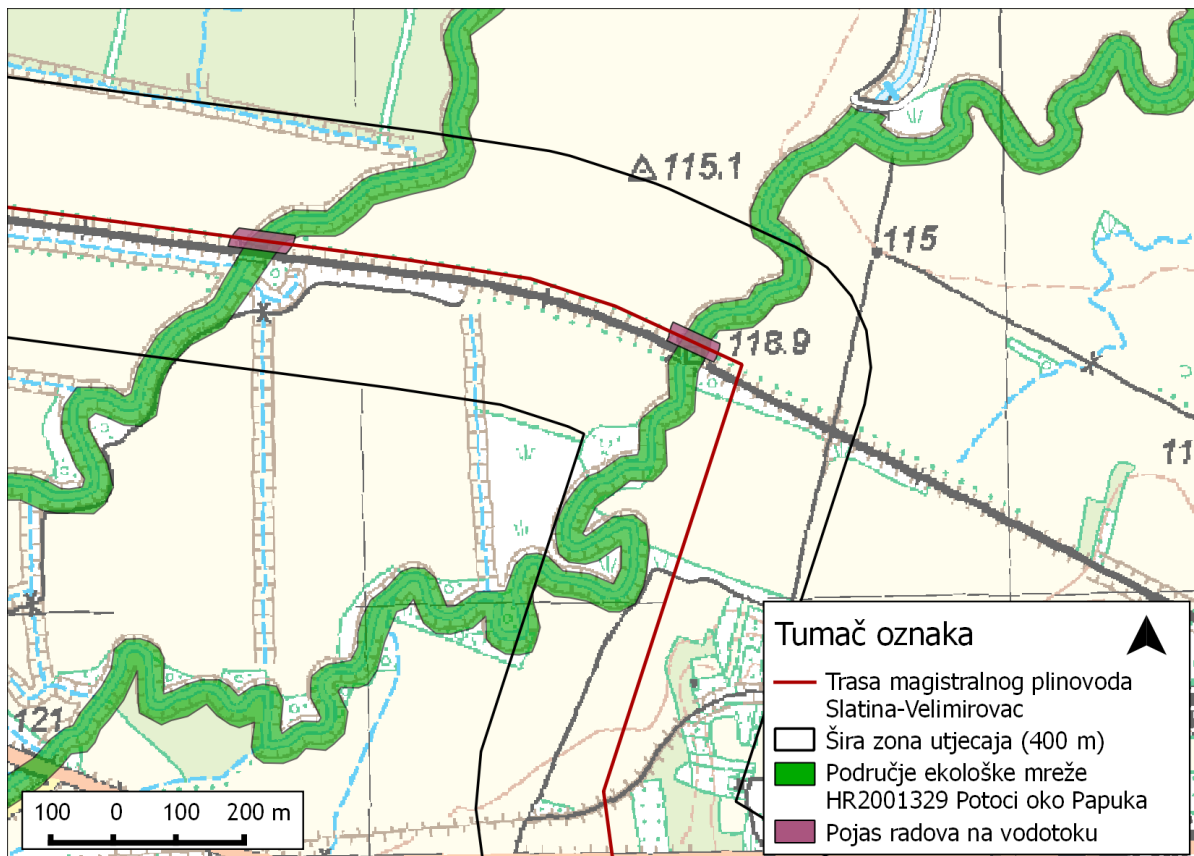 115.1
115
118.9
11
121
Tumač oznaka
Trasa magistralnog plinovoda
Slatina-Velimirovac
Šira zona utjecaja (400 m)
Područje ekološke mreže
HR2001329 Potoci oko Papuka
Pojas radova na vodotoku
100 0 100 200 m